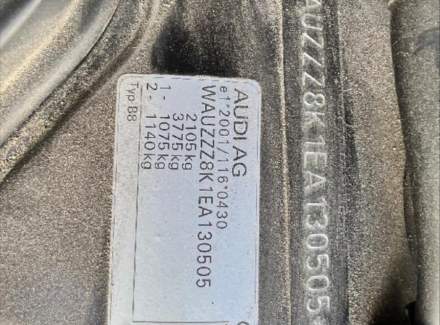 AUDI AG
e1*2001/116*0430
WAUZZZ8K1EA130505
2105 kg
3775 kg
1- 1075 kg
2- 1140 kg
Typ B8
WAUZZZ8K1EA130505